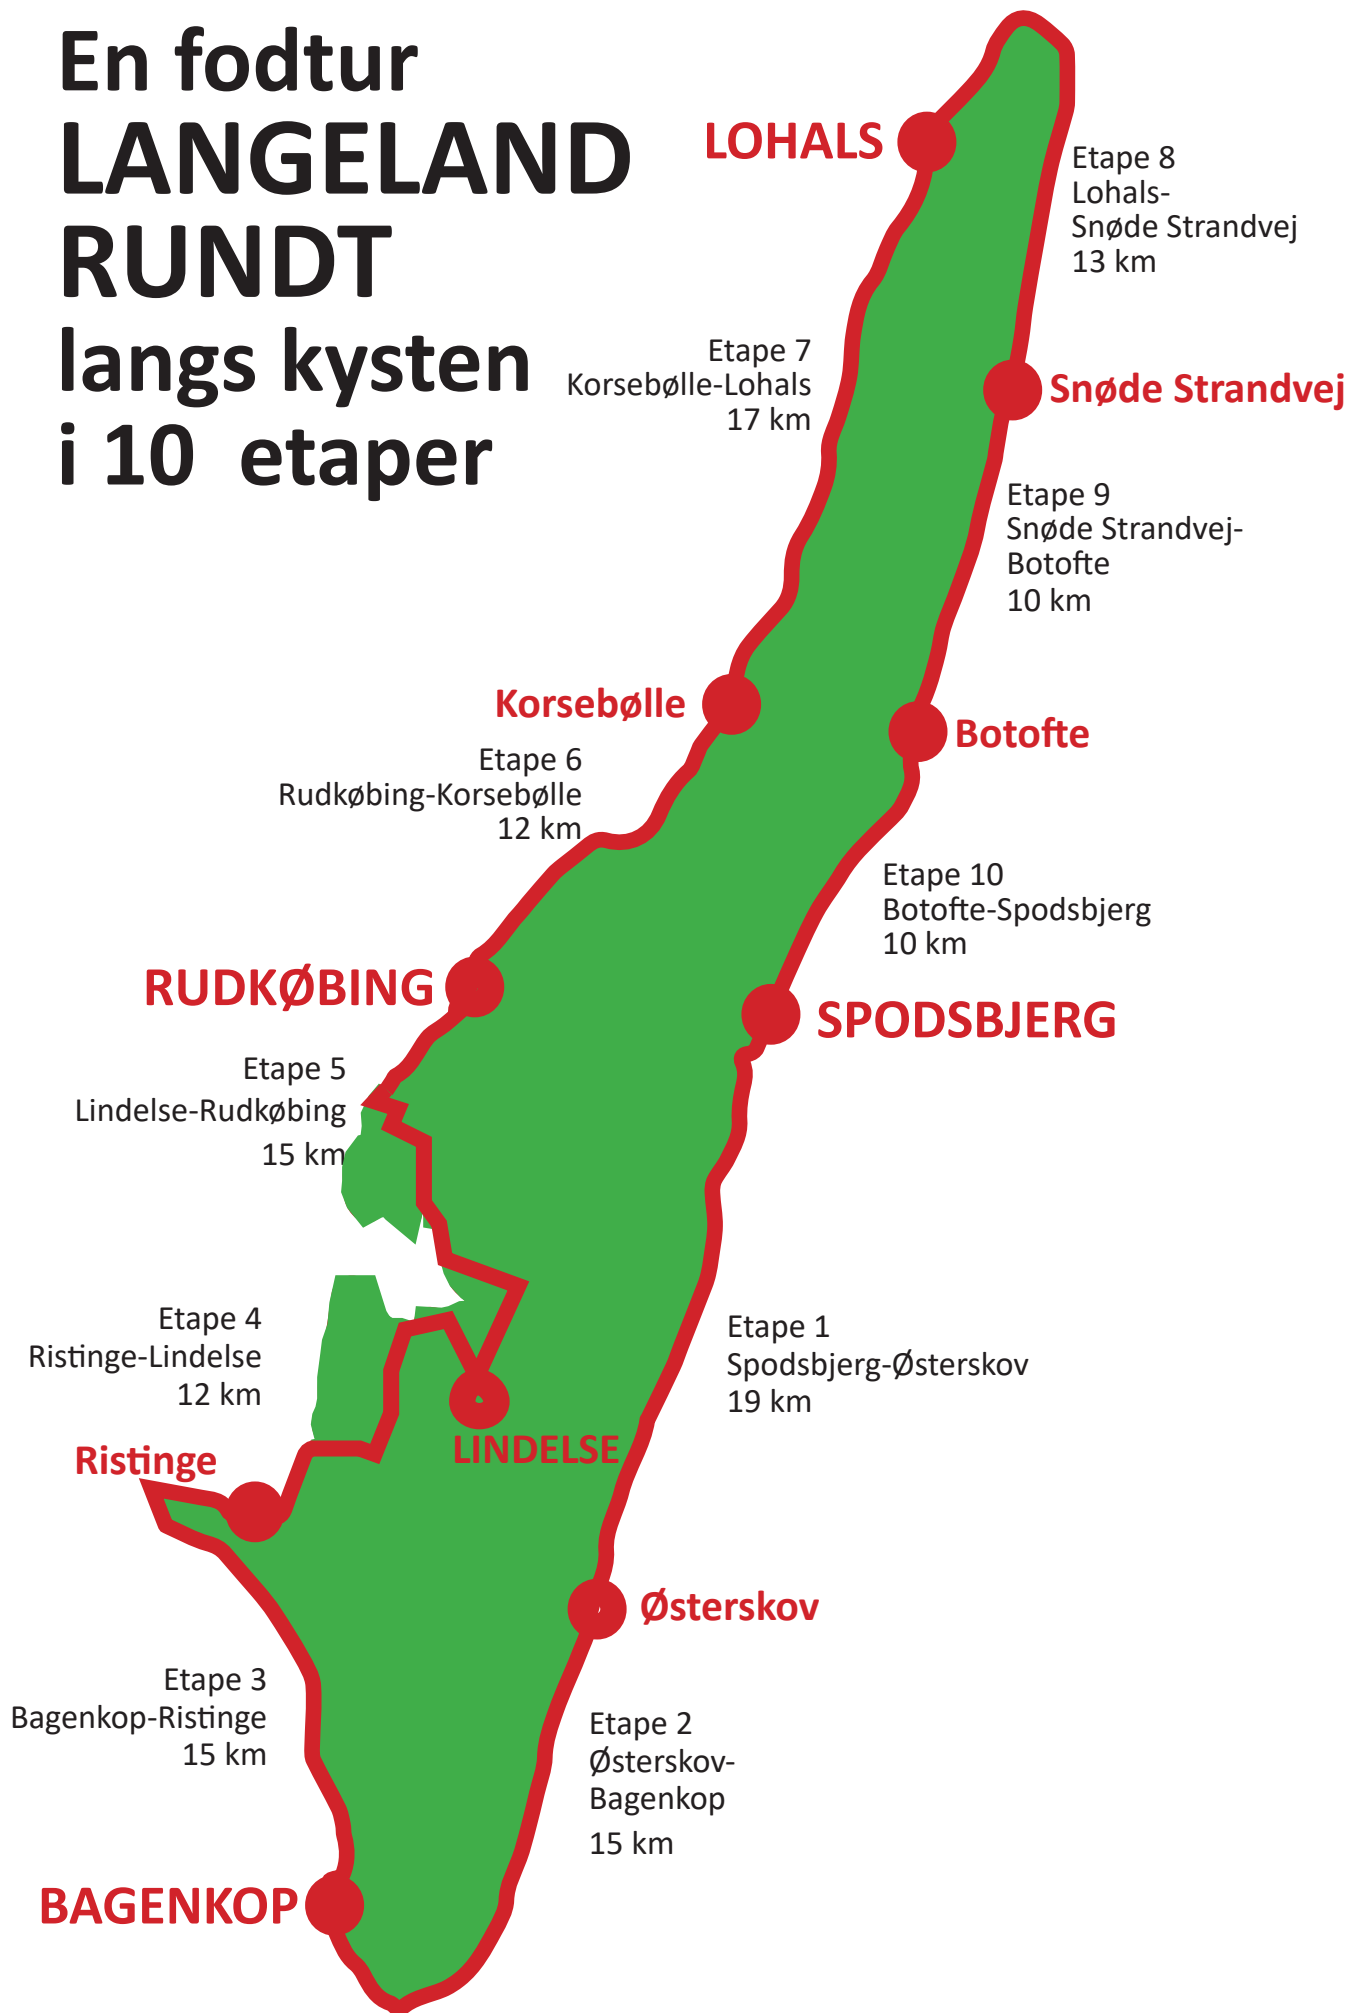 En fodtur
LANGELAND
RUNDT
langs kysten
i 10 etaper
LOHALS
Etape 8
Lohals-
Snøde Strandvej
13 km
Etape 7
Korsebølle-Lohals
17 km
Snøde Strandvej
Etape 9
Snøde Strandvej-
Botofte
10 km
Korsebølle
Botofte
Etape 6
Rudkøbing-Korsebølle
12 km
Etape 10
Botofte-Spodsbjerg
10 km
RUDKØBING
SPODSBJERG
Etape 5
Lindelse-Rudkøbing
15 km
Etape 4
Ristinge-Lindelse
12 km
Etape 1
Spodsbjerg-Østerskov
19 km
Ristinge
LINDELSE
Østerskov
Etape 3
Bagenkop-Ristinge
15 km
Etape 2
Østerskov-
Bagenkop
15 km
BAGENKOP